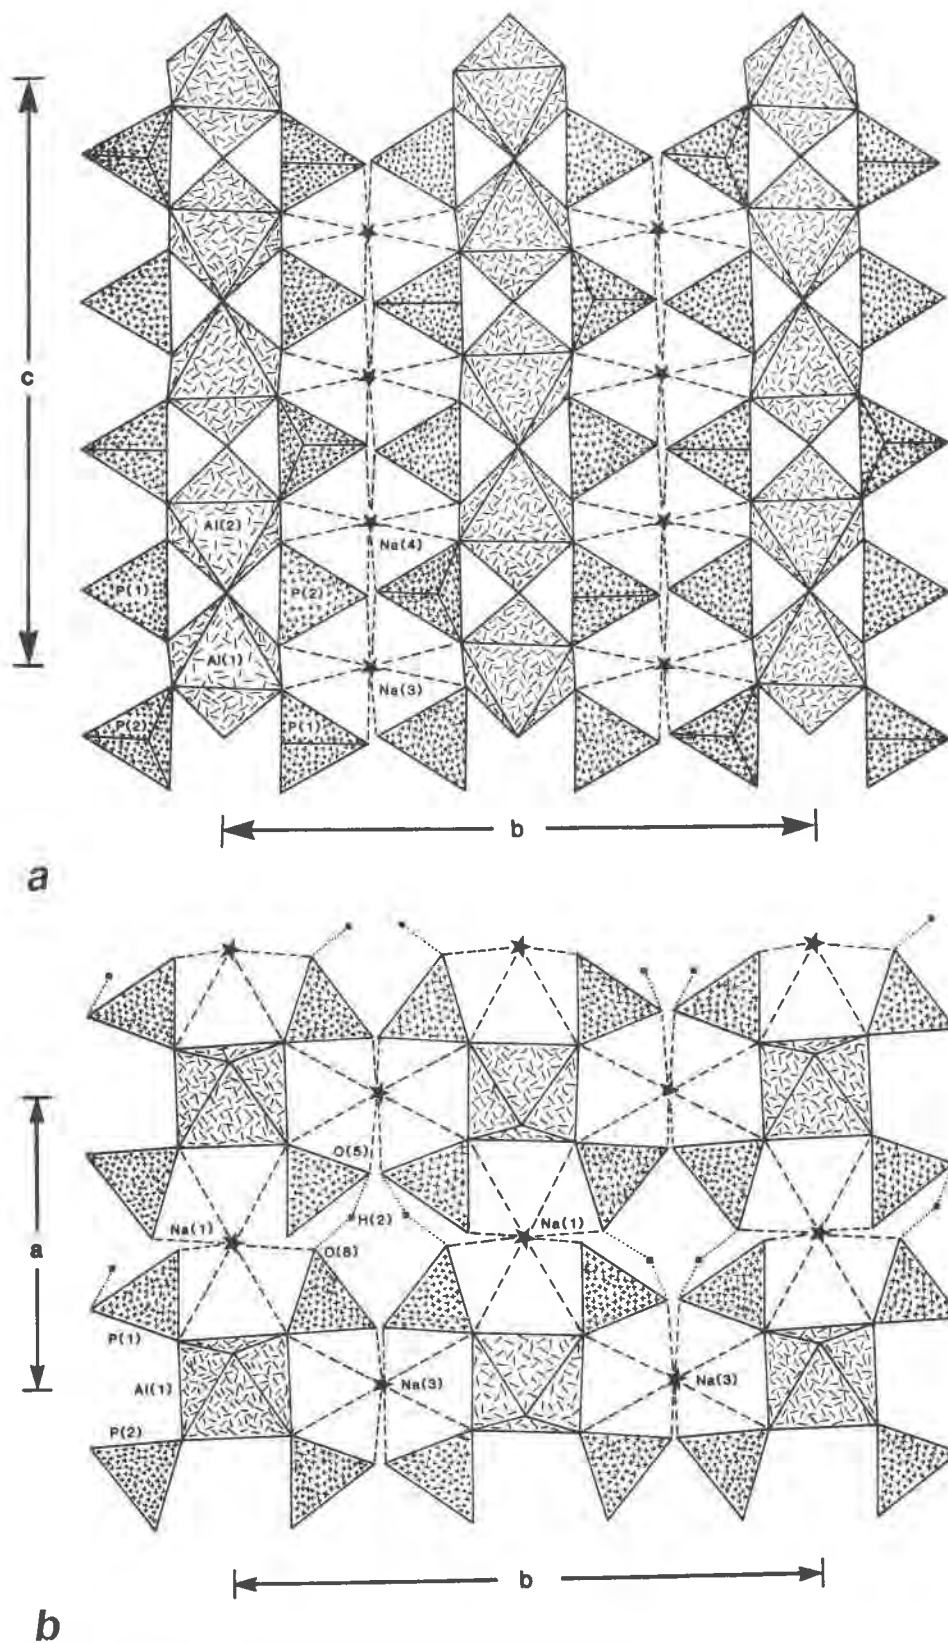 c
Al(2)
Na(4)
P(1)
P(2)
Al(1)
Na(3)
P(2)
P(1)
b
a
O(5)
a
Na(1)
H(2)
Na(1)
O(8)
P(1)
Al(1)
Na(3)
Na(3)
P(2)
b
b